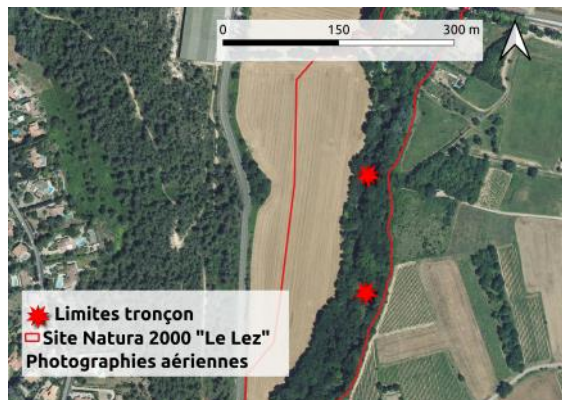 0 150 300 m
Limites tronçon
Site Natura 2000 "Le Lez"
Photographies aériennes